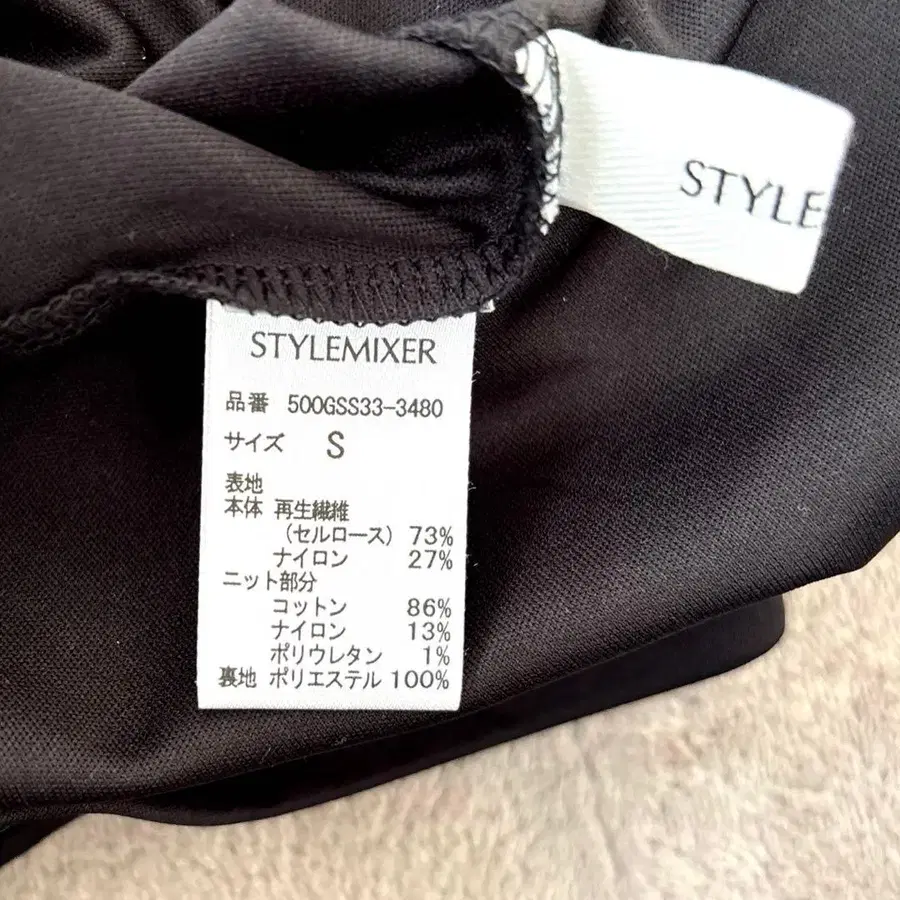 STYLE
STYLEMIXER
品番 500GSS33-3480
サイズ S
表地
本体 再生繊維
(セルロース) 73%
ナイロン 27%
ニット部分
コットン 86%
ナイロン 13%
ポリウレタン 1%
裏地 ポリエステル 100%